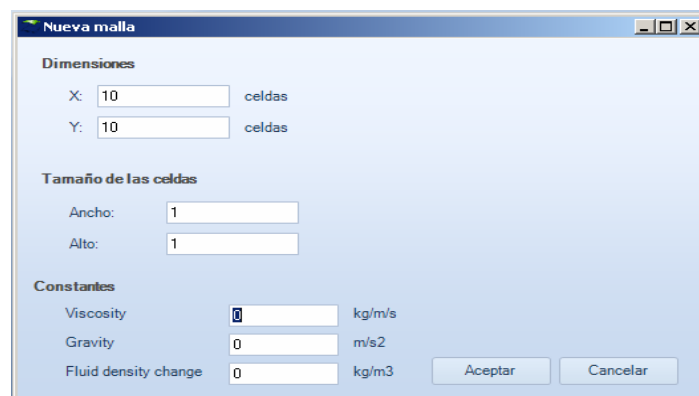 Nueva malla
Dimensiones
X: 10 celdas
Y: 10 celdas
Tamaño de las celdas
Ancho: 1
Alto: 1
Constantes
Viscosity 0 kg/m/s
Gravity 0 m/s2
Fluid density change 0 kg/m3 Aceptar Cancelar